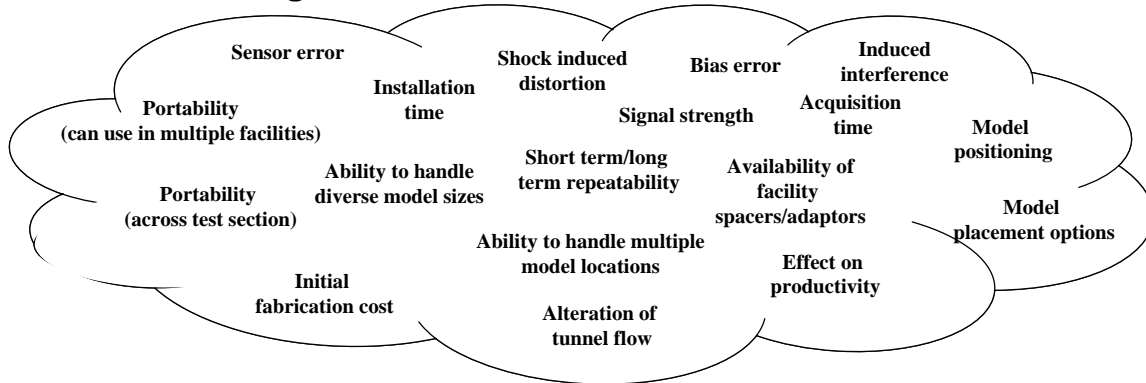 Sensor error
Shock induced
distortion
Bias error
Induced
interference
Installation
time
Signal strength
Acquisition
time
Portability
(can use in multiple facilities)
Model
positioning
Ability to handle
diverse model sizes
Short term/long
term repeatability
Availability of
facility
spacers/adaptors
Portability
(across test section)
Model
placement options
Ability to handle multiple
model locations
Effect on
productivity
Initial
fabrication cost
Alteration of
tunnel flow